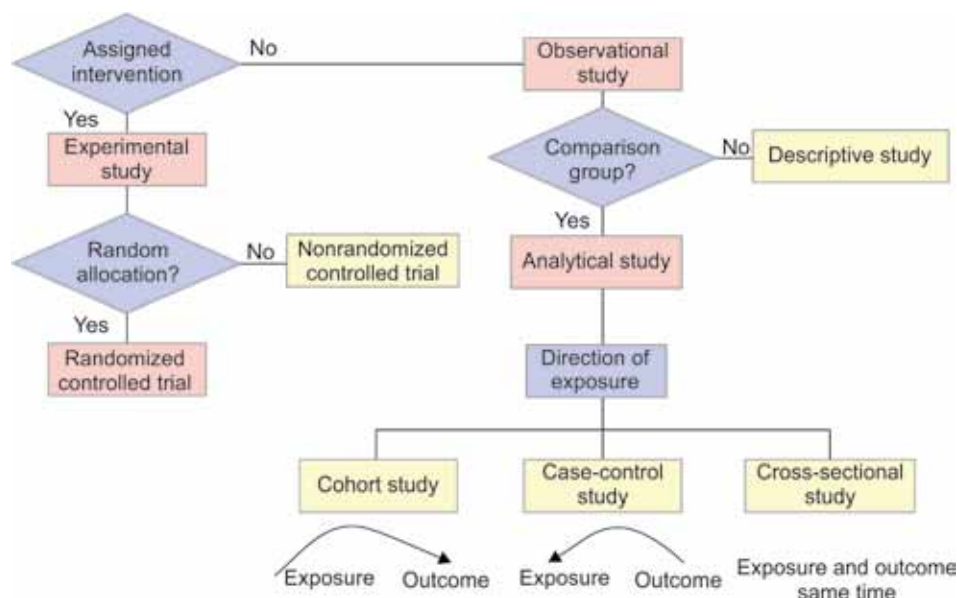 Assigned
intervention
No
Observational
study
Yes
Experimental
study
Comparison
group?
No
Descriptive study
Yes
Random
allocation?
No
Nonrandomized
controlled trial
Analytical study
Yes
Randomized
controlled trial
Direction of
exposure
Cohort study
Case-control
study
Cross-sectional
study
Exposure
Outcome
Exposure
Outcome
Exposure and outcome
same time